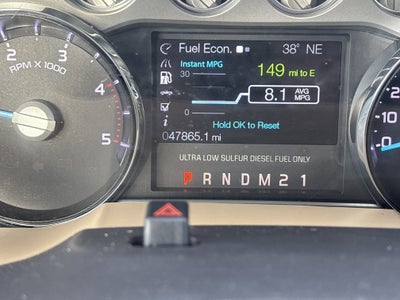 Fuel Econ. 38° NE
Instant MPG
30
149 mi to E
8.1 AVG MPG
0
Hold OK to Reset
047865.1 mi
ULTRA LOW SULFUR DIESEL FUEL ONLY
P R N D M 2 1
2 3 4 5
RPM X 1000
20
10
0